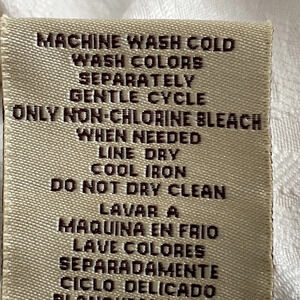 MACHINE WASH COLD
WASH COLORS
SEPARATELY
GENTLE CYCLE
ONLY NON-CHLORINE BLEACH
WHEN NEEDED
LINE DRY
COOL IRON
DO NOT DRY CLEAN
LAVAR A
MAQUINA EN FRIO
LAVE COLORES
SEPARADAMENTE
CICLO DELICADO